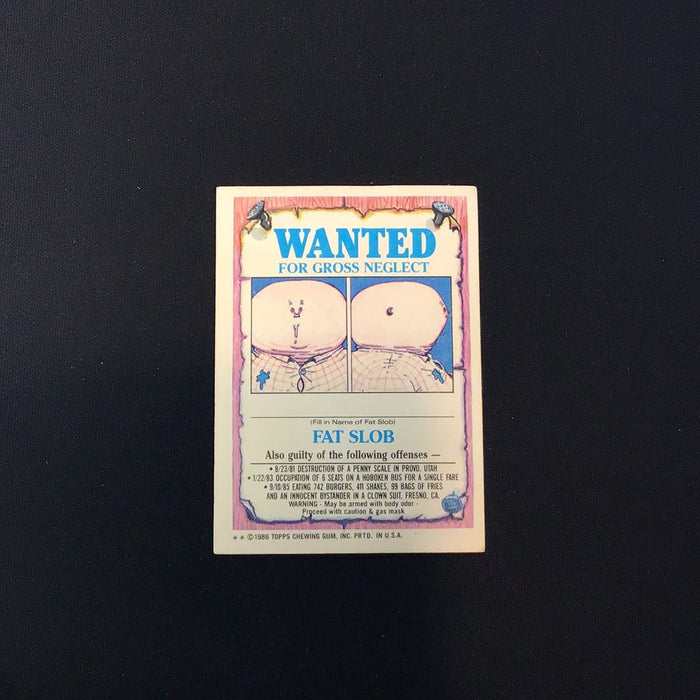 WANTED
FOR GROSS NEGLECT
(Fill in Name of Fat Slob)
FAT SLOB
Also guilty of the following offenses —
• 8/23/81 DESTRUCTION OF A PENNY SCALE IN PROVO, UTAH
• 1/22/83 OCCUPATION OF 6 SEATS ON A HOBOKEN BUS FOR A SINGLE FARE
• 9/10/85 EATING 742 BURGERS, 411 SHAKES, 99 BAGS OF FRIES
AND AN INNOCENT BYSTANDER IN A CLOWN SUIT, FRESNO, CA.
WARNING - May be armed with body odor -
Proceed with caution & gas mask
** © 1986 TOPPS CHEWING GUM, INC. PRTD. IN U.S.A.